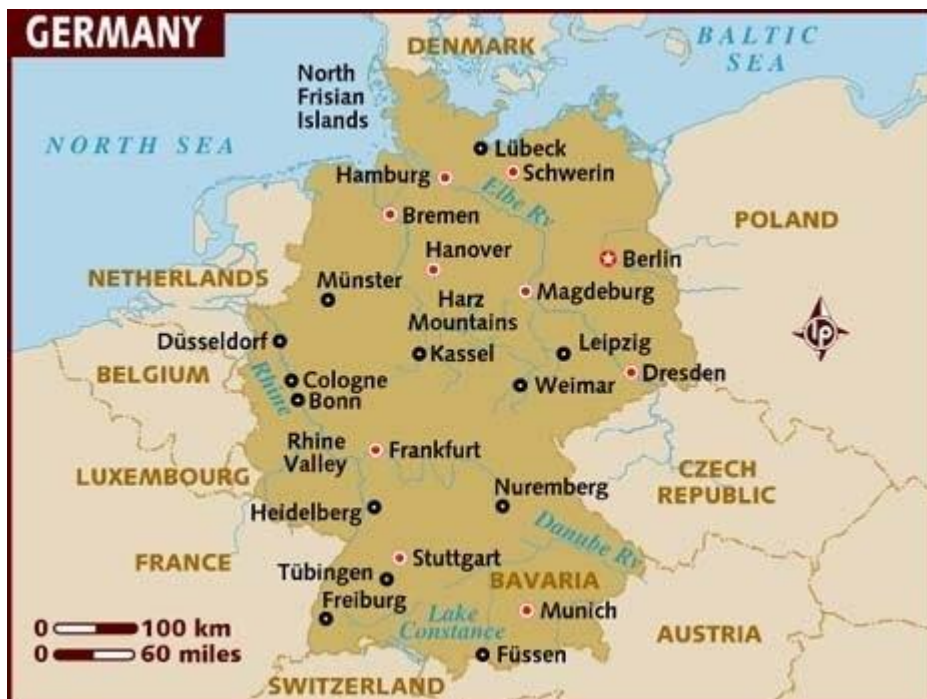 GERMANY
DENMARK
BALTIC
SEA
North
Frisian
Islands
NORTH SEA
Lübeck
Hamburg
Schwerin
Elbe Rv
Bremen
POLAND
Hanover
Berlin
NETHERLANDS
Münster
Magdeburg
Harz
Mountains
Düsseldorf
Kassel
Leipzig
LP
BELGIUM
Rhine
Cologne
Bonn
Weimar
Dresden
Rhine
Valley
Frankfurt
LUXEMBOURG
CZECH
REPUBLIC
Nuremberg
Heidelberg
Danube Rv
FRANCE
Stuttgart
Tübingen
BAVARIA
Freiburg
Lake
Constance
Munich
AUSTRIA
0 100 km
0 60 miles
Füssen
SWITZERLAND